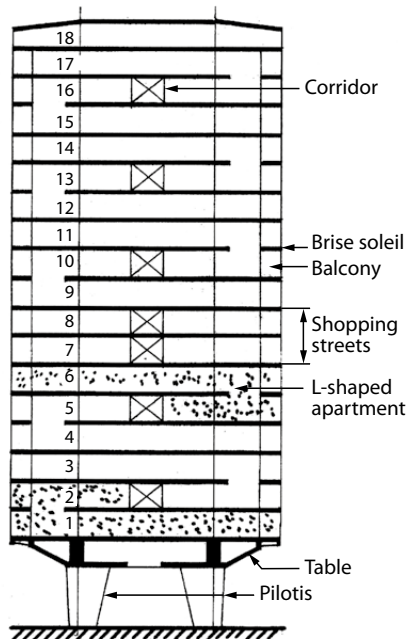 18
17
16
Corridor
15
14
13
12
11
Brise soleil
10
Balcony
9
8
Shopping
streets
7
6
L-shaped
apartment
5
4
3
2
1
Table
Pilotis